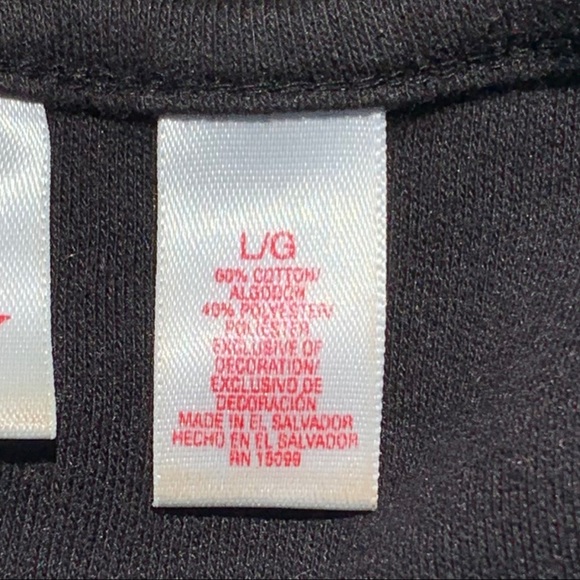 L/G
60% COTTON/
ALGODON
40% POLYESTER/
POLIESTER
EXCLUSIVE OF
DECORATION/
EXCLUSIVO DE
DECORACIÓN
MADE IN EL SALVADOR
HECHO EN EL SALVADOR
RN 15099